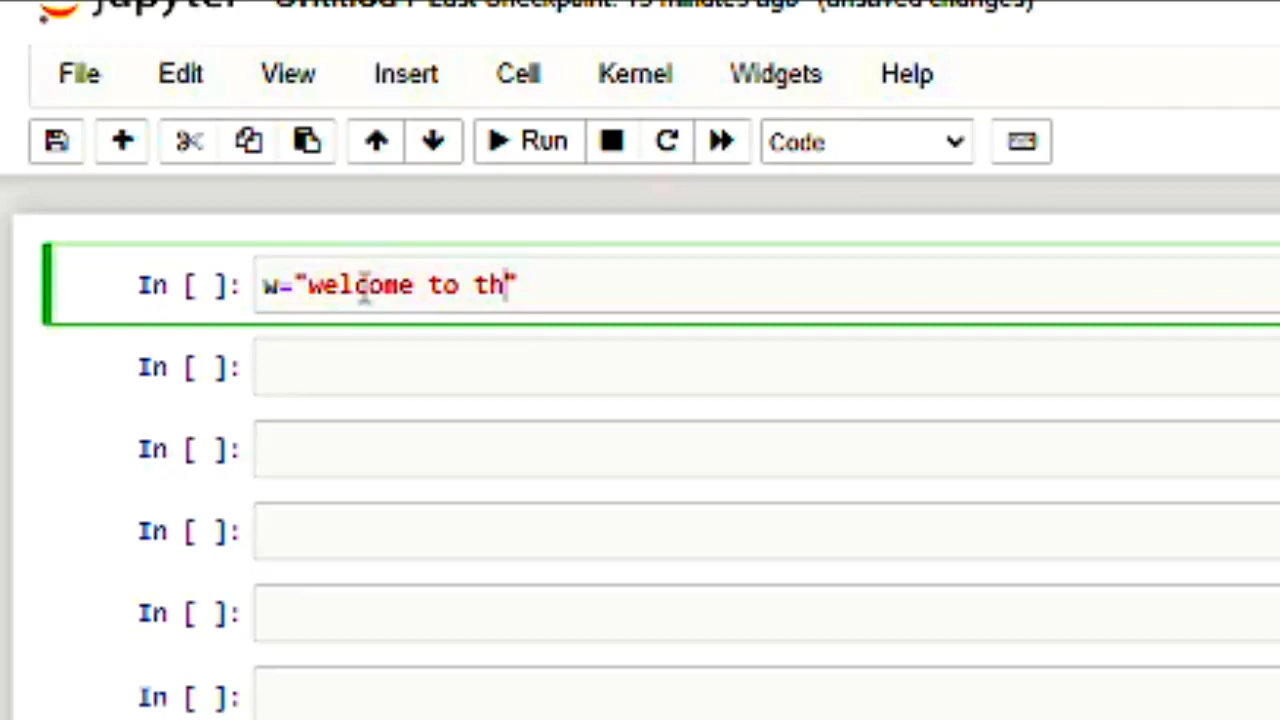 File Edit View Insert Cell Kernel Widgets Help
Run Code
In [ ]: w="welcome to th"
In [ ]:
In [ ]:
In [ ]:
In [ ]:
In [ ]: